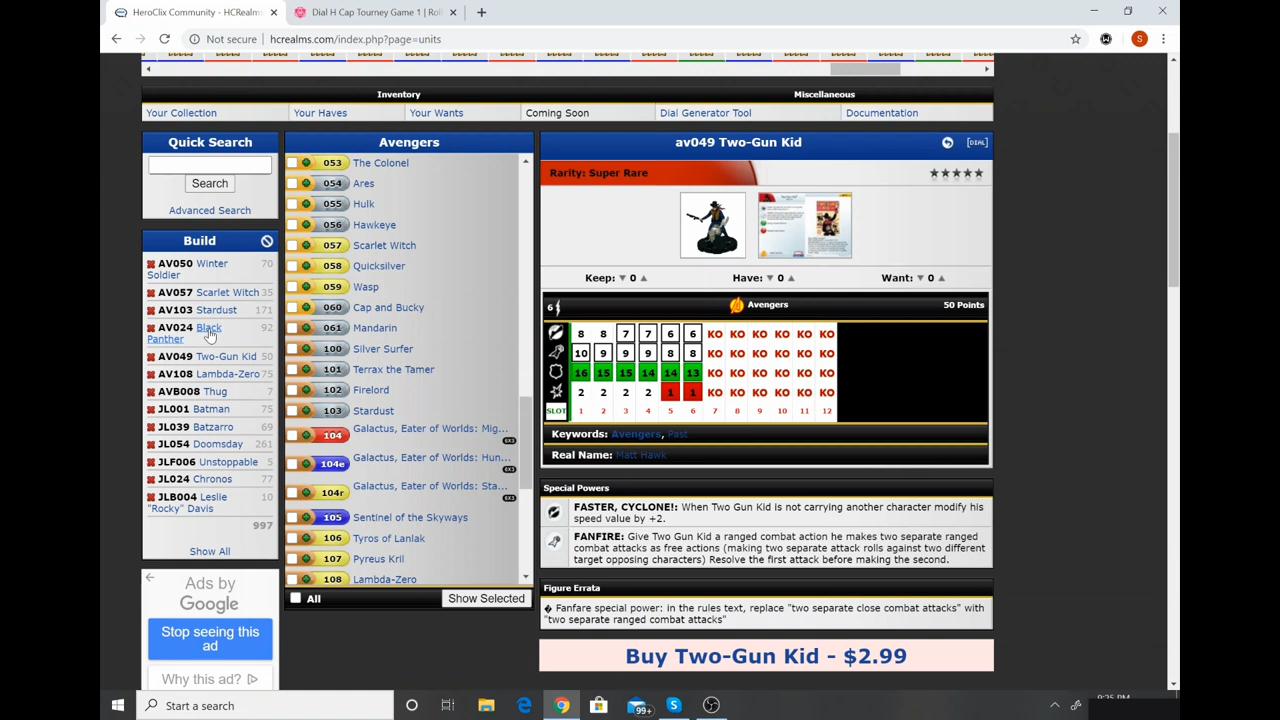 HeroClix Community - HCRealms
Dial H Cap Tourney Game 1 | Roll
Not secure | hcrealms.com/index.php?page=units
Inventory
Miscellaneous
Your Collection
Your Haves
Your Wants
Coming Soon
Dial Generator Tool
Documentation
Quick Search
Search
Advanced Search
Build
AV050 Winter Soldier 70
AV057 Scarlet Witch 35
AV103 Stardust 171
AV024 Black Panther 92
AV049 Two-Gun Kid 50
AV108 Lambda-Zero 75
AVB008 Thug 7
JL001 Batman 75
JL039 Batzarro 69
JL054 Doomsday 261
JLF006 Unstoppable 5
JL024 Chronos 77
JLB004 Leslie "Rocky" Davis 10
997
Show All
Ads by
Google
Stop seeing this
ad
Why this ad?
Avengers
053 The Colonel
054 Ares
055 Hulk
056 Hawkeye
057 Scarlet Witch
058 Quicksilver
059 Wasp
060 Cap and Bucky
061 Mandarin
100 Silver Surfer
101 Terrax the Tamer
102 Firelord
103 Stardust
104 Galactus, Eater of Worlds: Mig...
104e Galactus, Eater of Worlds: Hun...
104r Galactus, Eater of Worlds: Sta...
105 Sentinel of the Skyways
106 Tyros of Lanlak
107 Pyreus Kril
108 Lambda-Zero
All
Show Selected
av049 Two-Gun Kid
[DIAL]
Rarity: Super Rare
Keep: 0
Have: 0
Want: 0
6
Avengers
50 Points
8 8 7 7 6 6 KO KO KO KO KO KO
10 9 9 9 8 8 KO KO KO KO KO KO
16 15 15 14 14 13 KO KO KO KO KO KO
2 2 2 2 1 1 KO KO KO KO KO KO
SLOT 1 2 3 4 5 6 7 8 9 10 11 12
Keywords: Avengers, Past
Real Name: Matt Hawk
Special Powers
FASTER, CYCLONE!: When Two Gun Kid is not carrying another character modify his
speed value by +2.
FANFIRE: Give Two Gun Kid a ranged combat action he makes two separate ranged
combat attacks as free actions (making two separate attack rolls against two different
target opposing characters) Resolve the first attack before making the second.
Figure Errata
� Fanfare special power: in the rules text, replace "two separate close combat attacks" with
"two separate ranged combat attacks"
Buy Two-Gun Kid - $2.99
Start a search
99+